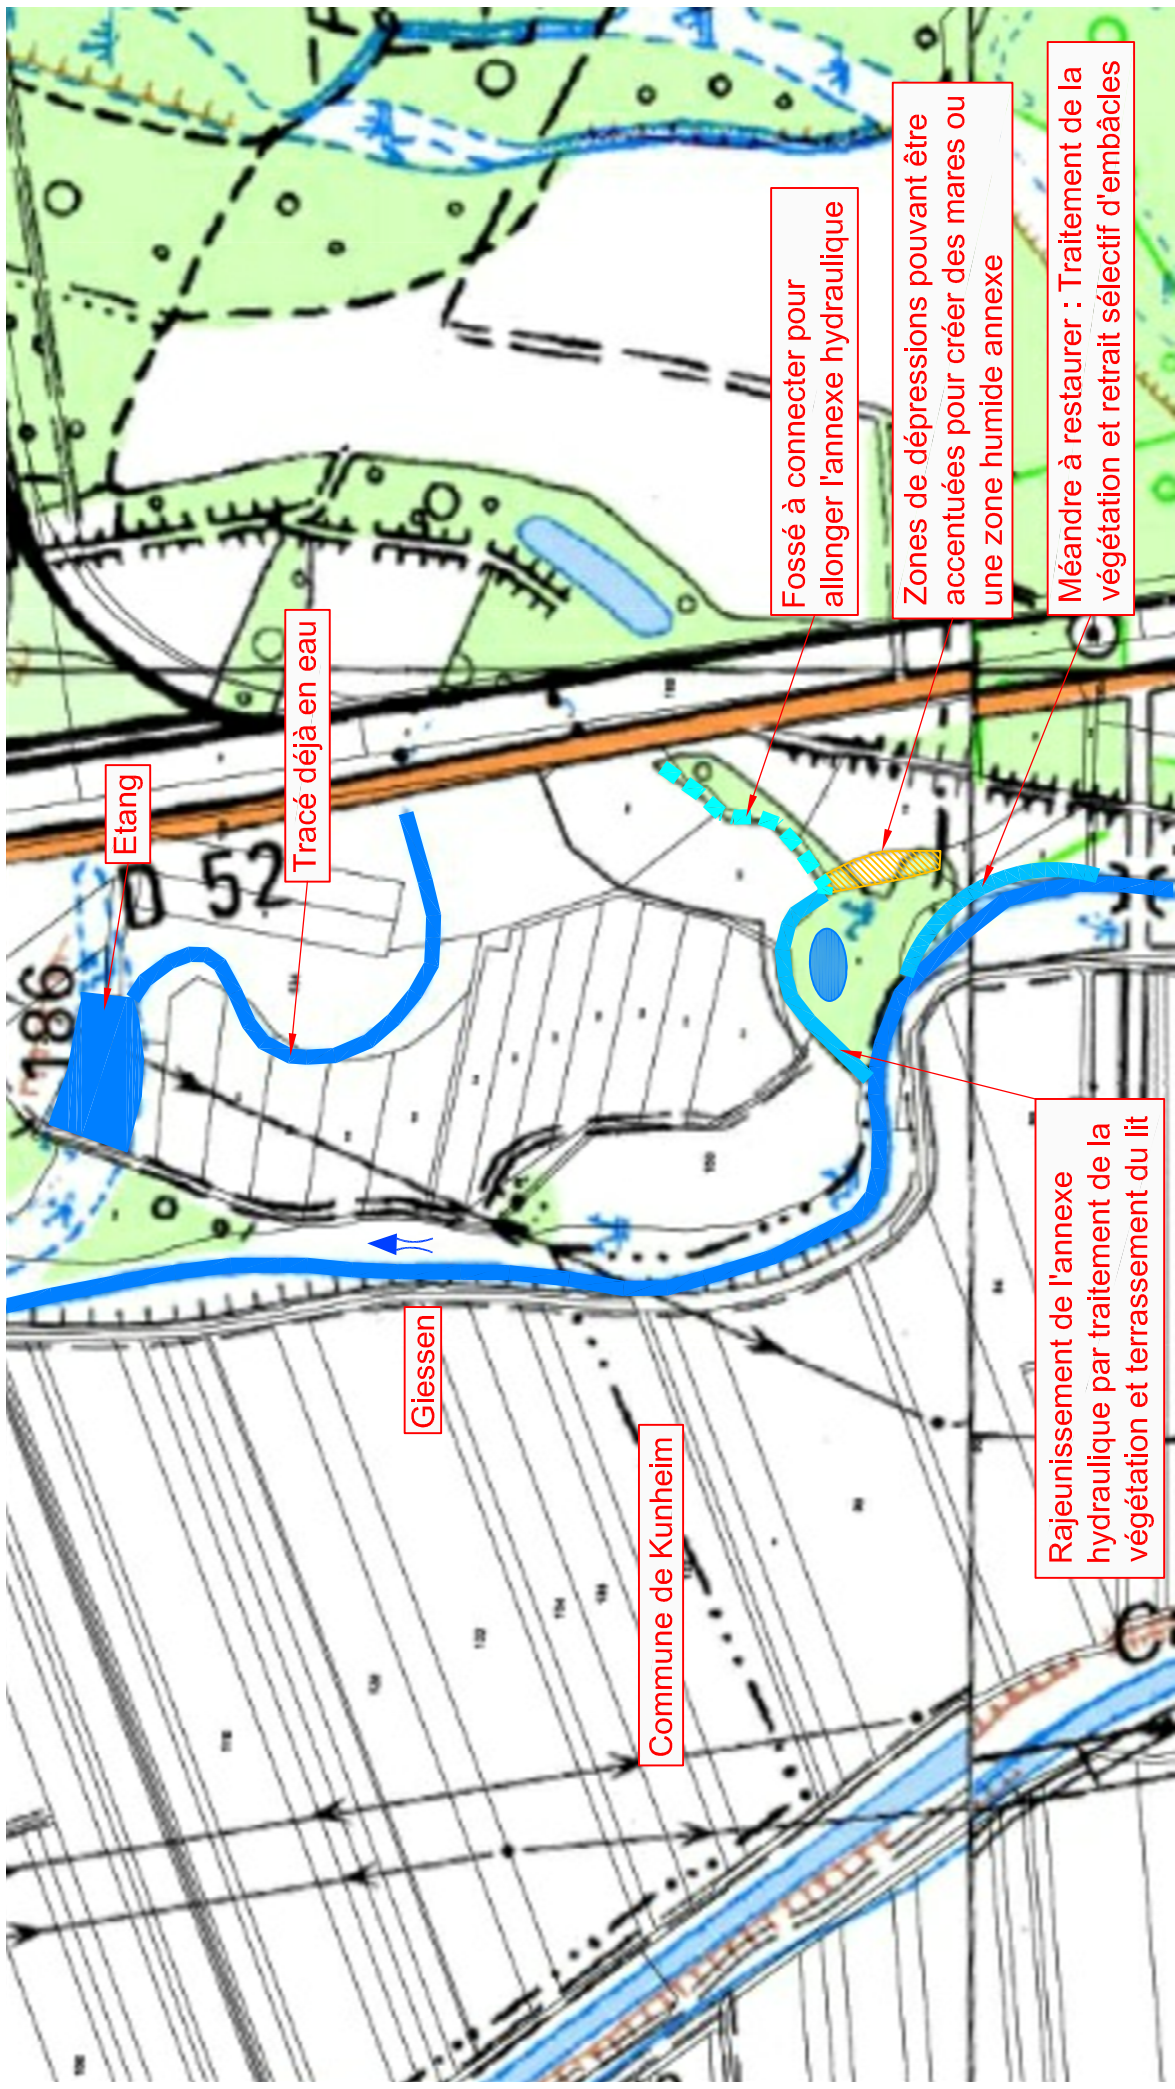 Etang
Tracé déjà en eau
D 52
186
Giessen
Commune de Kunheim
Fossé à connecter pour
allonger l'annexe hydraulique
Zones de dépressions pouvant être
accentuées pour créer des mares ou
une zone humide annexe
Méandre à restaurer : Traitement de la
végétation et retrait sélectif d'embâcles
Rajeunissement de l'annexe
hydraulique par traitement de la
végétation et terrassement du lit